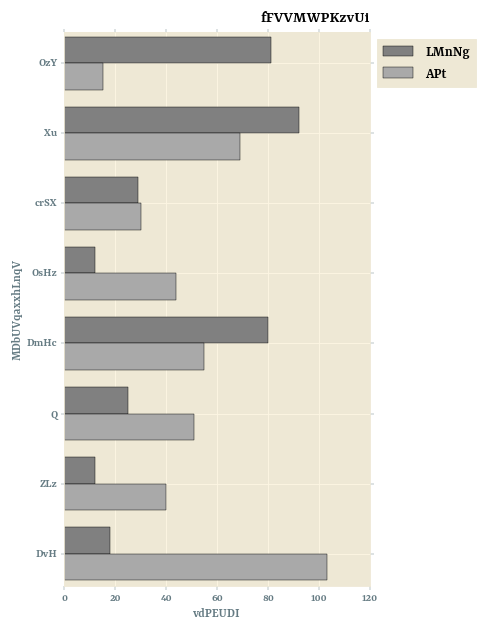 fFVVMWPKzvUi
LMnNg
APt
OzY
Xu
crSX
OsHz
DmHc
Q
ZLz
DvH
MDbUVqaxxhLnqV
0 20 40 60 80 100 120
vdPEUDI